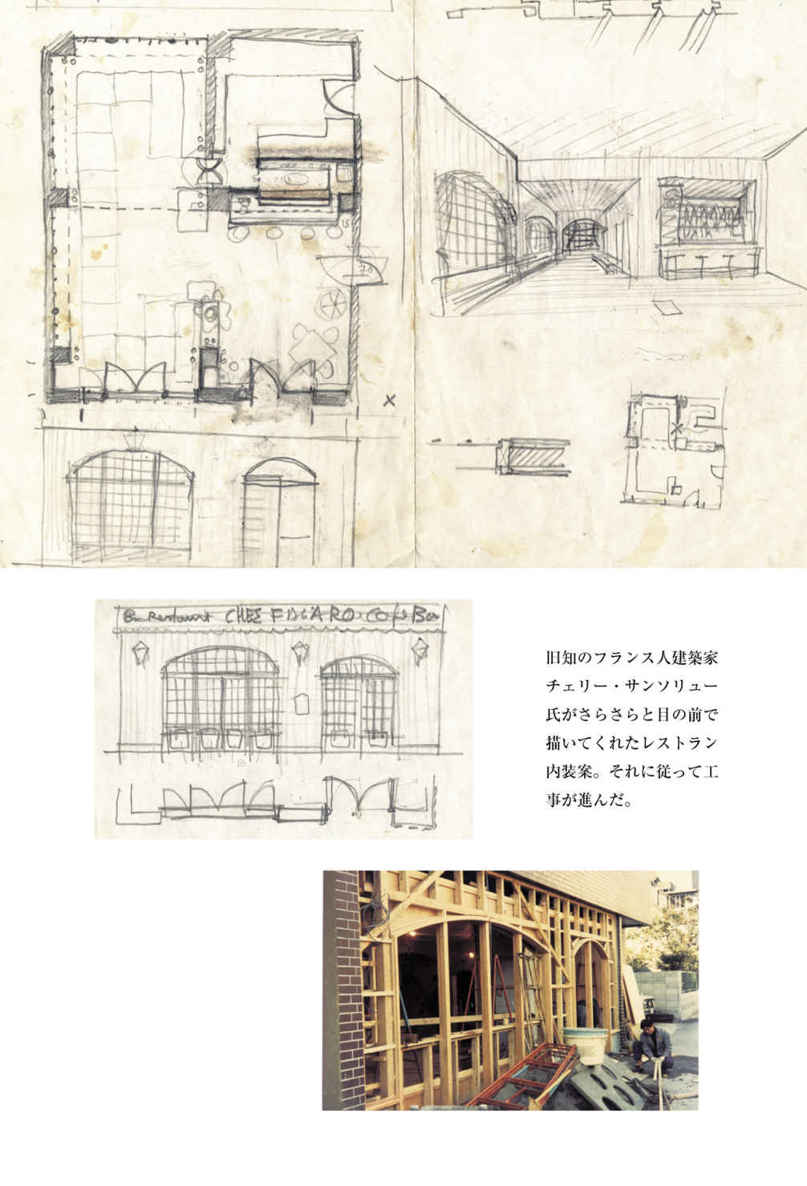 Restaurant CHEZ FIGARO Café Bar
旧知のフランス人建築家
チェリー・サンソリュー
氏がさらさらと目の前で
描いてくれたレストラン
内装案。それに従って工
事が進んだ。